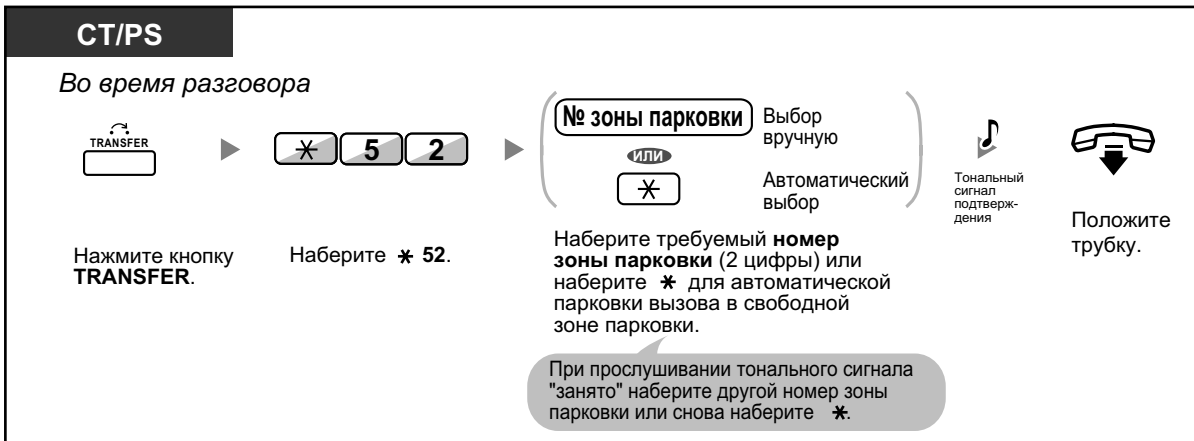 CT/PS
Во время разговора
TRANSFER
Нажмите кнопку
TRANSFER.
* 5 2
Наберите * 52.
№ зоны парковки
Выбор
вручную
или
*
Автоматический
выбор
Наберите требуемый номер
зоны парковки (2 цифры) или
наберите * для автоматической
парковки вызова в свободной
зоне парковки.
При прослушивании тонального сигнала
"занято" наберите другой номер зоны
парковки или снова наберите *.
Тональный
сигнал
подтверж-
дения
Положите
трубку.